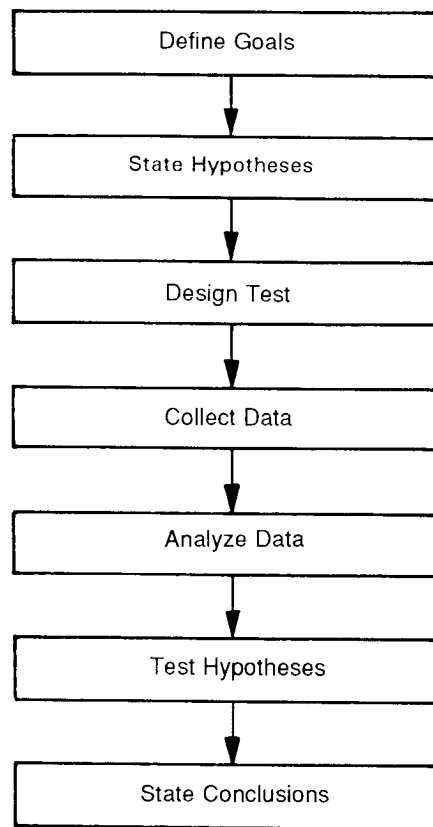 Define Goals
State Hypotheses
Design Test
Collect Data
Analyze Data
Test Hypotheses
State Conclusions